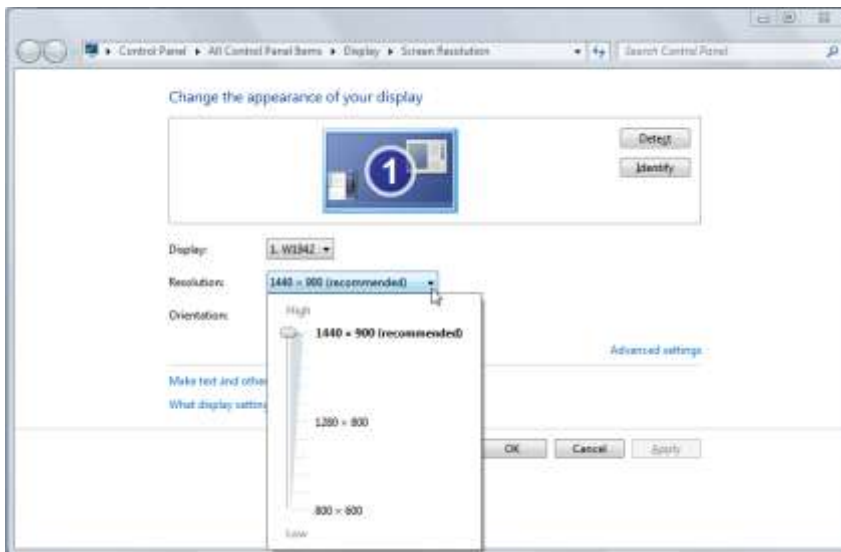 Control Panel ▸ All Control Panel Items ▸ Display ▸ Screen Resolution
Search Control Panel
Change the appearance of your display
1
Detect
Identify
Display: 1. W1942
Resolution: 1440 × 900 (recommended)
Orientation:
High
1440 × 900 (recommended)
Advanced settings
Make text and other
What display setting
1280 × 800
OK Cancel Apply
800 × 600
Low